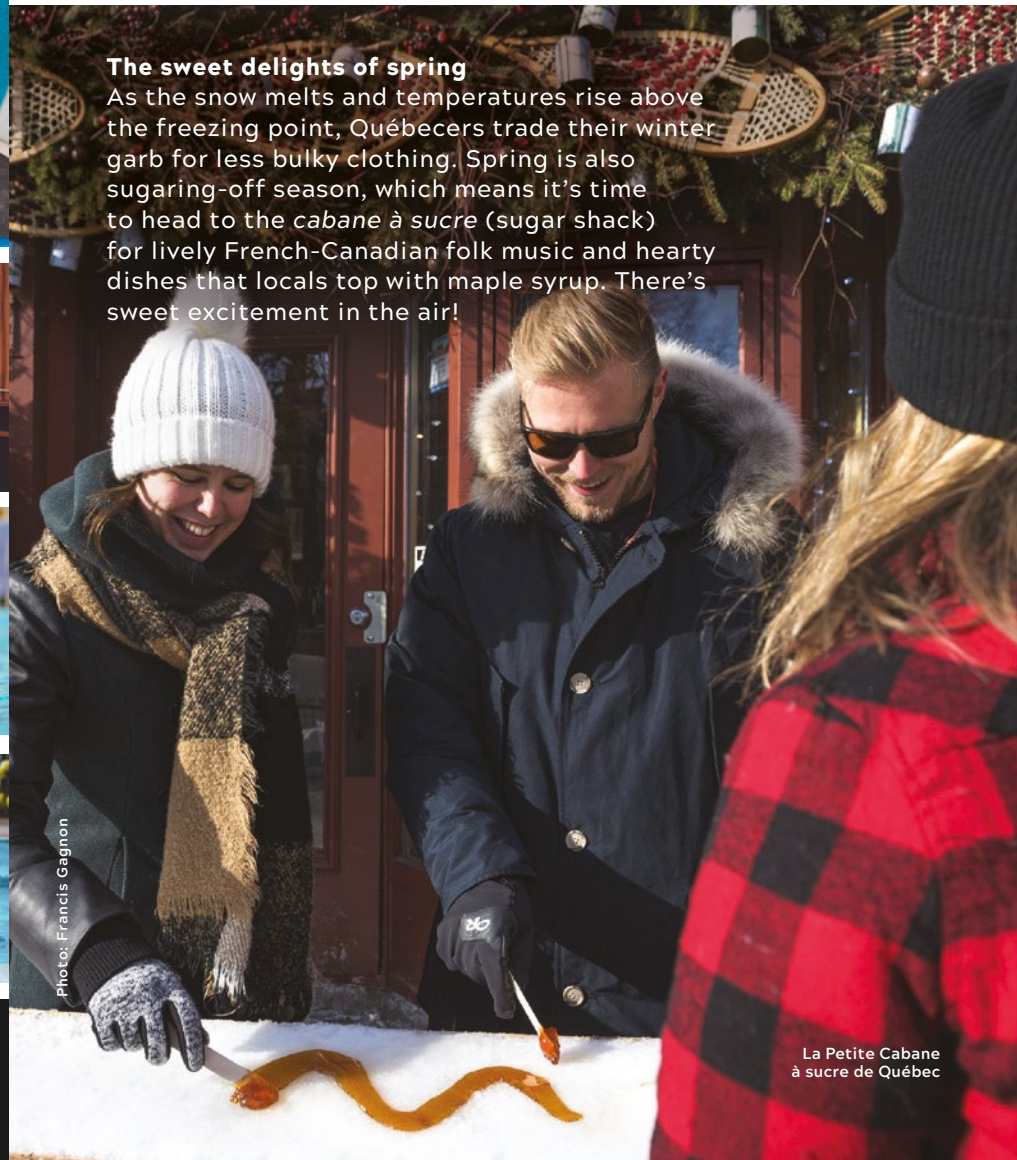 The sweet delights of spring
As the snow melts and temperatures rise above
the freezing point, Québecers trade their winter
garb for less bulky clothing. Spring is also
sugaring-off season, which means it’s time
to head to the cabane à sucre (sugar shack)
for lively French-Canadian folk music and hearty
dishes that locals top with maple syrup. There’s
sweet excitement in the air!
OR
Photo: Francis Gagnon
La Petite Cabane
à sucre de Québec